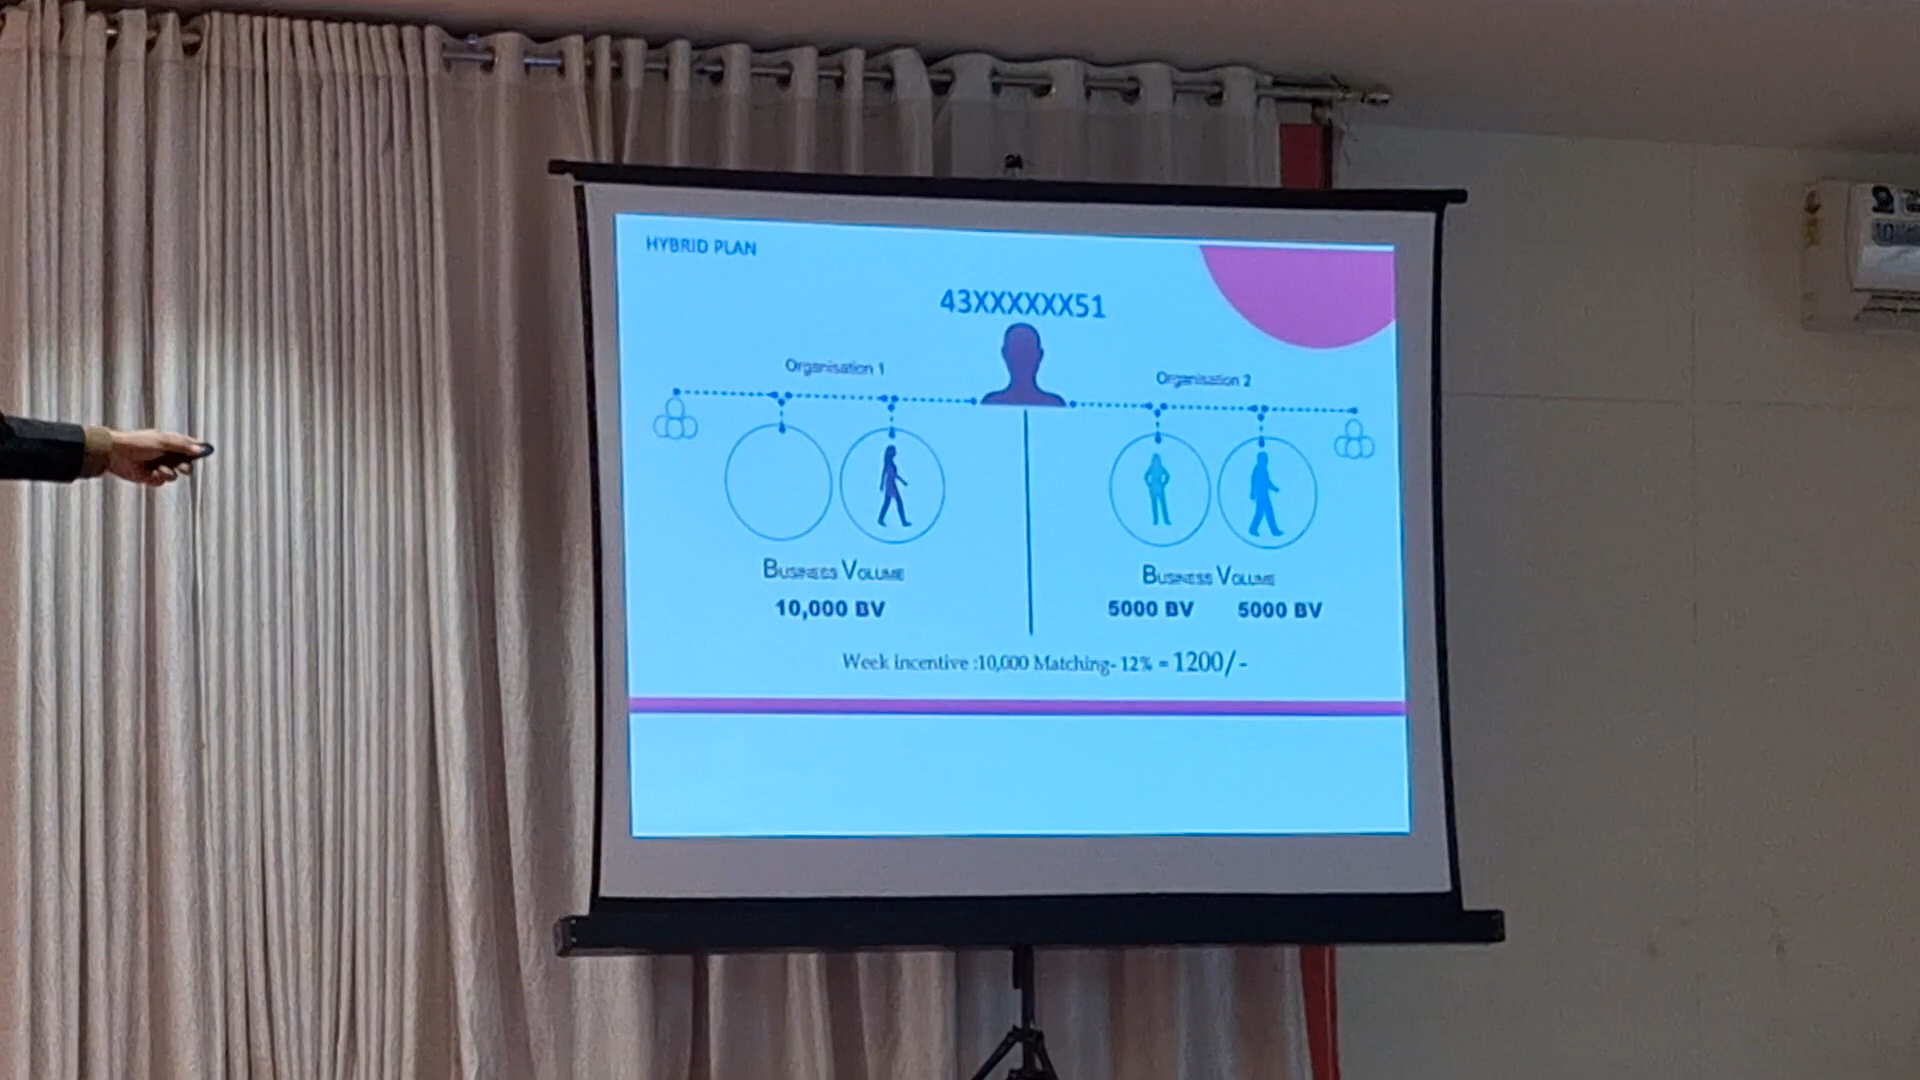 HYBRID PLAN
43XXXXXX51
Organisation 1
Organisation 2
BUSINESS VOLUME
BUSINESS VOLUME
10,000 BV
5000 BV 5000 BV
Week incentive :10,000 Matching- 12% = 1200/-